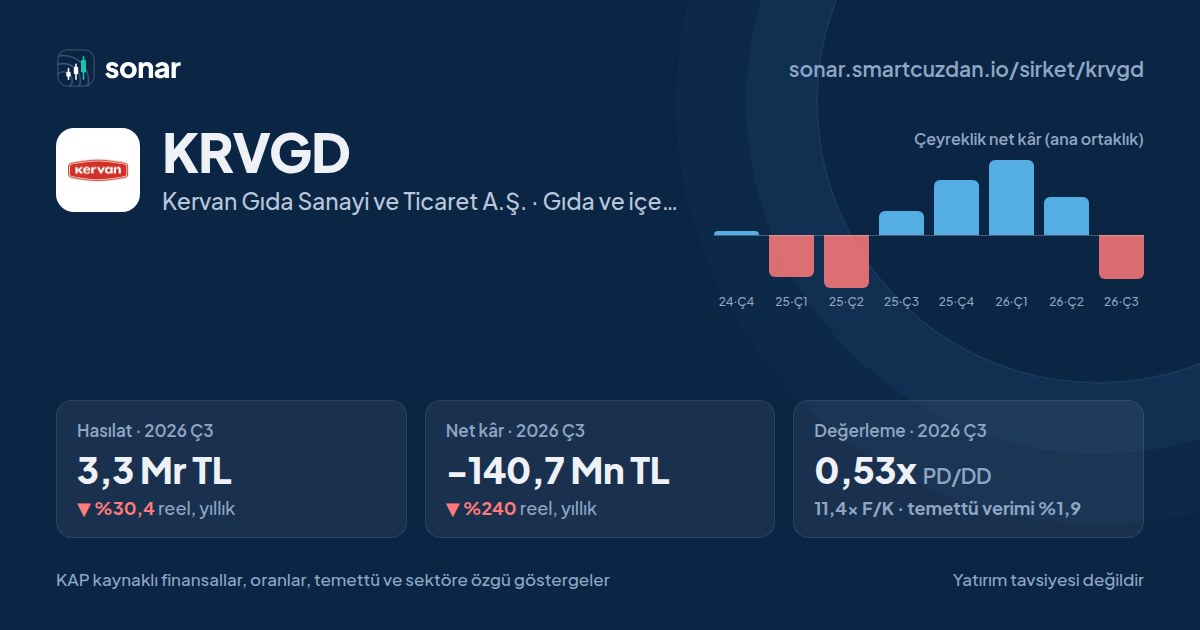 sonar
sonar.smartcuzdan.io/sirket/krvgd
kervan
KRVGD
Kervan Gıda Sanayi ve Ticaret A.Ş. · Gıda ve içe...
Çeyreklik net kâr (ana ortaklık)
24·Ç4 25·Ç1 25·Ç2 25·Ç3 25·Ç4 26·Ç1 26·Ç2 26·Ç3
Hasılat · 2026 Ç3
3,3 Mr TL
▼ %30,4 reel, yıllık
Net kâr · 2026 Ç3
−140,7 Mn TL
▼ %240 reel, yıllık
Değerleme · 2026 Ç3
0,53x PD/DD
11,4× F/K · temettü verimi %1,9
KAP kaynaklı finansallar, oranlar, temettü ve sektöre özgü göstergeler
Yatırım tavsiyesi değildir